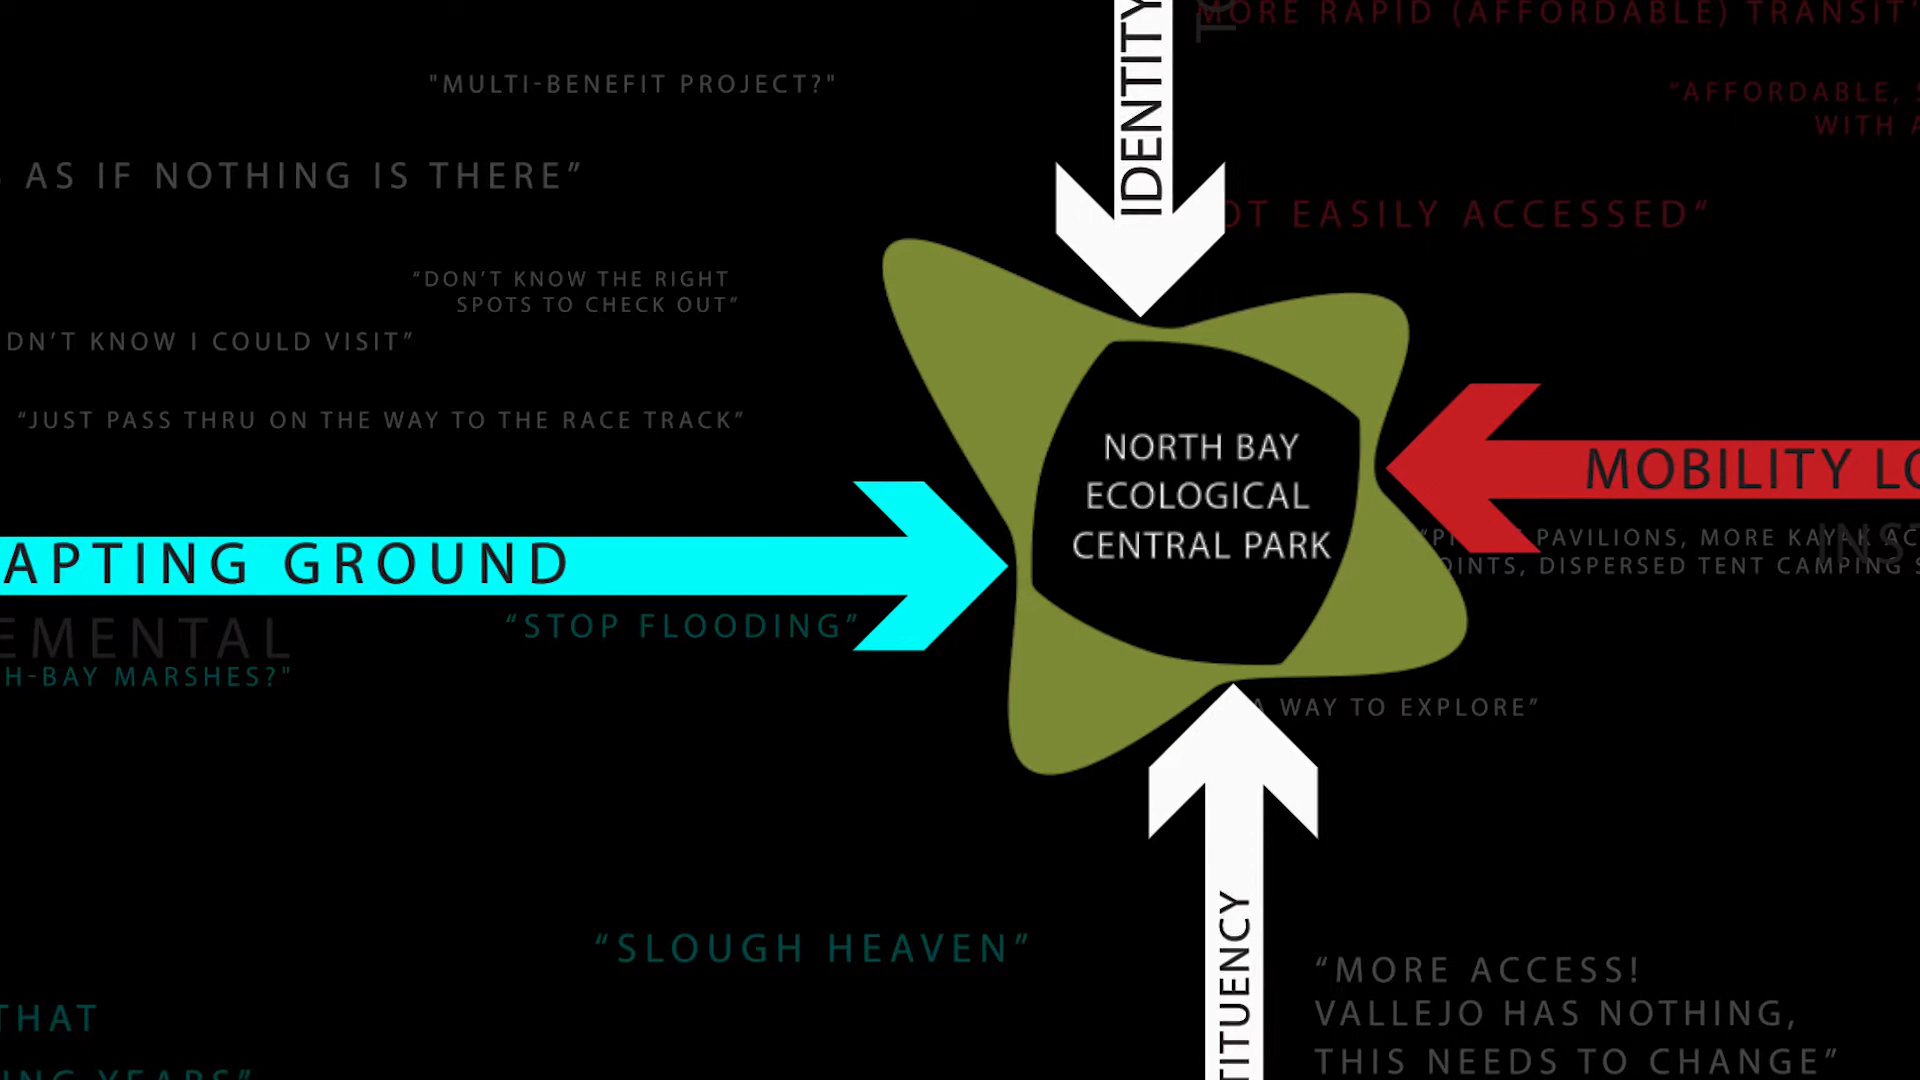 MORE RAPID (AFFORDABLE) TRANSIT"
"MULTI-BENEFIT PROJECT?"
IDENTITY
“AFFORDABLE,
WITH
AS IF NOTHING IS THERE”
OT EASILY ACCESSED“
“DON’T KNOW THE RIGHT
SPOTS TO CHECK OUT”
DN’T KNOW I COULD VISIT”
“JUST PASS THRU ON THE WAY TO THE RACE TRACK”
NORTH BAY
ECOLOGICAL
CENTRAL PARK
MOBILITY LO
APTING GROUND
PAVILIONS, MORE KAYAK AC
OINTS, DISPERSED TENT CAMPING S
INS
EMENTAL
“STOP FLOODING”
H-BAY MARSHES?"
A WAY TO EXPLORE”
TITUENCY
“SLOUGH HEAVEN”
“MORE ACCESS!
VALLEJO HAS NOTHING,
THIS NEEDS TO CHANGE”
THAT
ING YEARS”